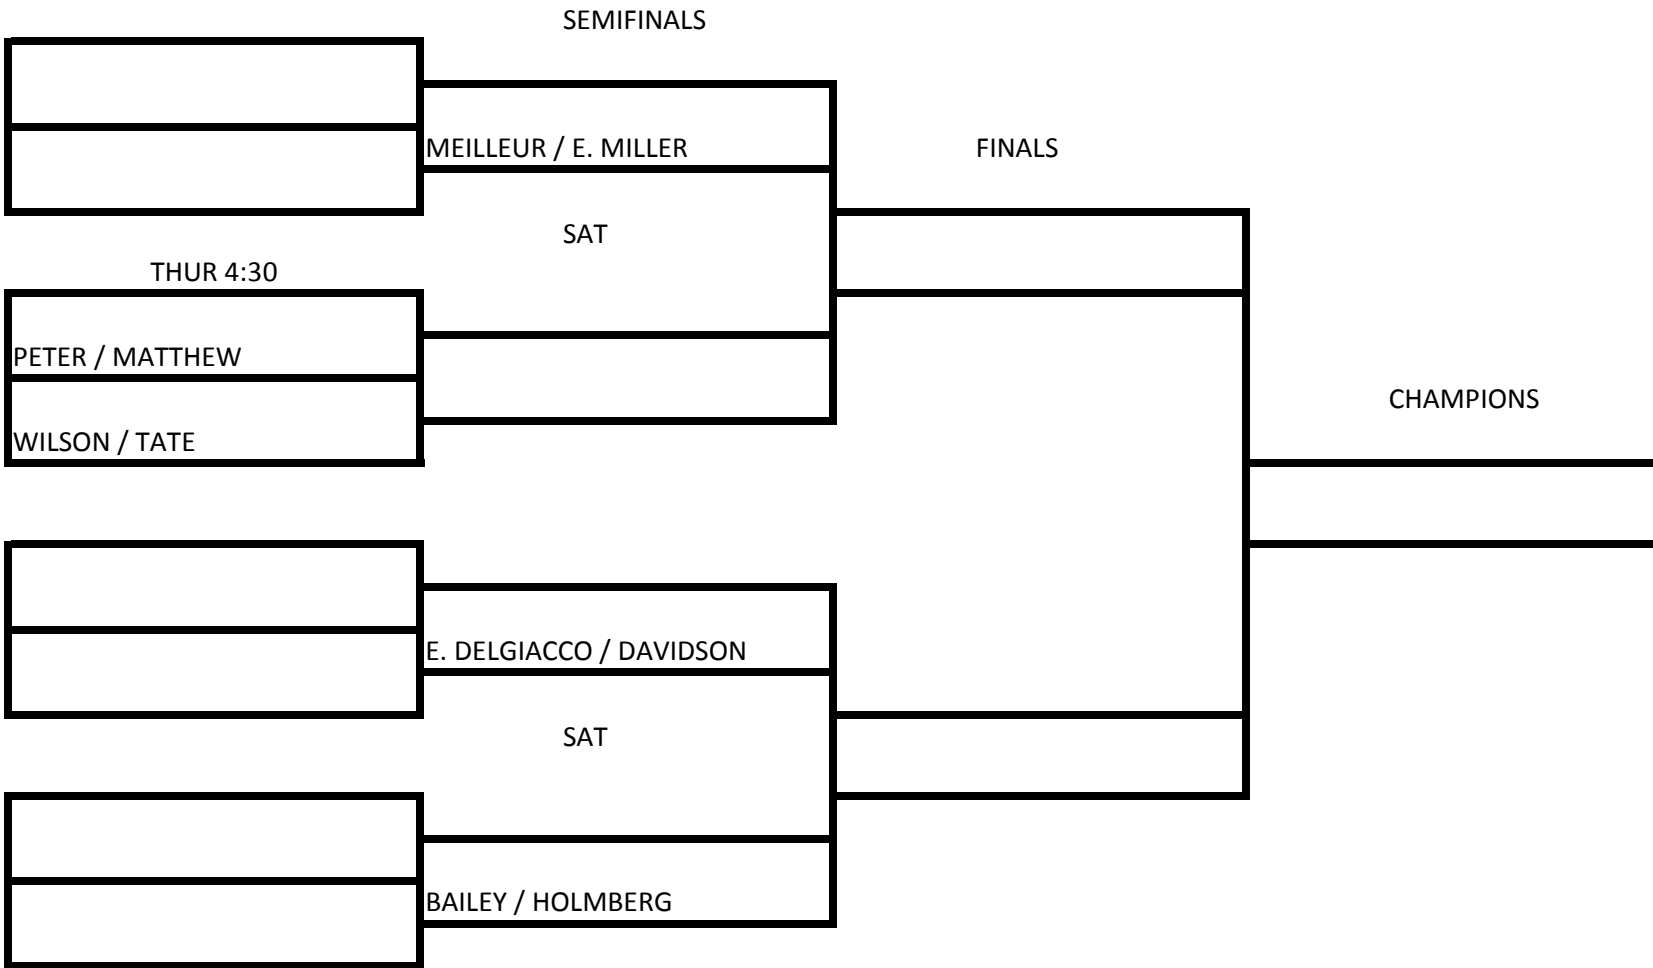 SEMIFINALS
MEILLEUR / E. MILLER
FINALS
SAT
THUR 4:30
PETER / MATTHEW
CHAMPIONS
WILSON / TATE
E. DELGIACCO / DAVIDSON
SAT
BAILEY / HOLMBERG